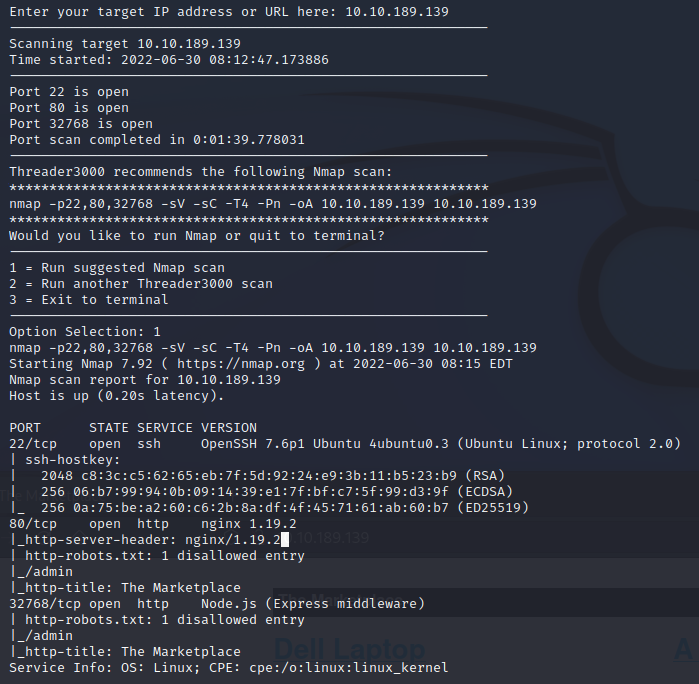 Enter your target IP address or URL here: 10.10.189.139
Scanning target 10.10.189.139
Time started: 2022-06-30 08:12:47.173886
Port 22 is open
Port 80 is open
Port 32768 is open
Port scan completed in 0:01:39.778031
Threader3000 recommends the following Nmap scan:
************************************************************
nmap -p22,80,32768 -sV -sC -T4 -Pn -oA 10.10.189.139 10.10.189.139
************************************************************
Would you like to run Nmap or quit to terminal?
1 = Run suggested Nmap scan
2 = Run another Threader3000 scan
3 = Exit to terminal
Option Selection: 1
nmap -p22,80,32768 -sV -sC -T4 -Pn -oA 10.10.189.139 10.10.189.139
Starting Nmap 7.92 ( https://nmap.org ) at 2022-06-30 08:15 EDT
Nmap scan report for 10.10.189.139
Host is up (0.20s latency).
PORT      STATE SERVICE VERSION
22/tcp    open  ssh     OpenSSH 7.6p1 Ubuntu 4ubuntu0.3 (Ubuntu Linux; protocol 2.0)
| ssh-hostkey:
|   2048 c8:3c:c5:62:65:eb:7f:5d:92:24:e9:3b:11:b5:23:b9 (RSA)
|   256 06:b7:99:94:0b:09:14:39:e1:7f:bf:c7:5f:99:d3:9f (ECDSA)
|_  256 0a:75:be:a2:60:c6:2b:8a:df:4f:45:71:61:ab:60:b7 (ED25519)
80/tcp    open  http    nginx 1.19.2
|_http-server-header: nginx/1.19.2
| http-robots.txt: 1 disallowed entry
|_/admin
|_http-title: The Marketplace
32768/tcp open  http    Node.js (Express middleware)
| http-robots.txt: 1 disallowed entry
|_/admin
|_http-title: The Marketplace
Dell Laptop
Service Info: OS: Linux; CPE: cpe:/o:linux:linux_kernel